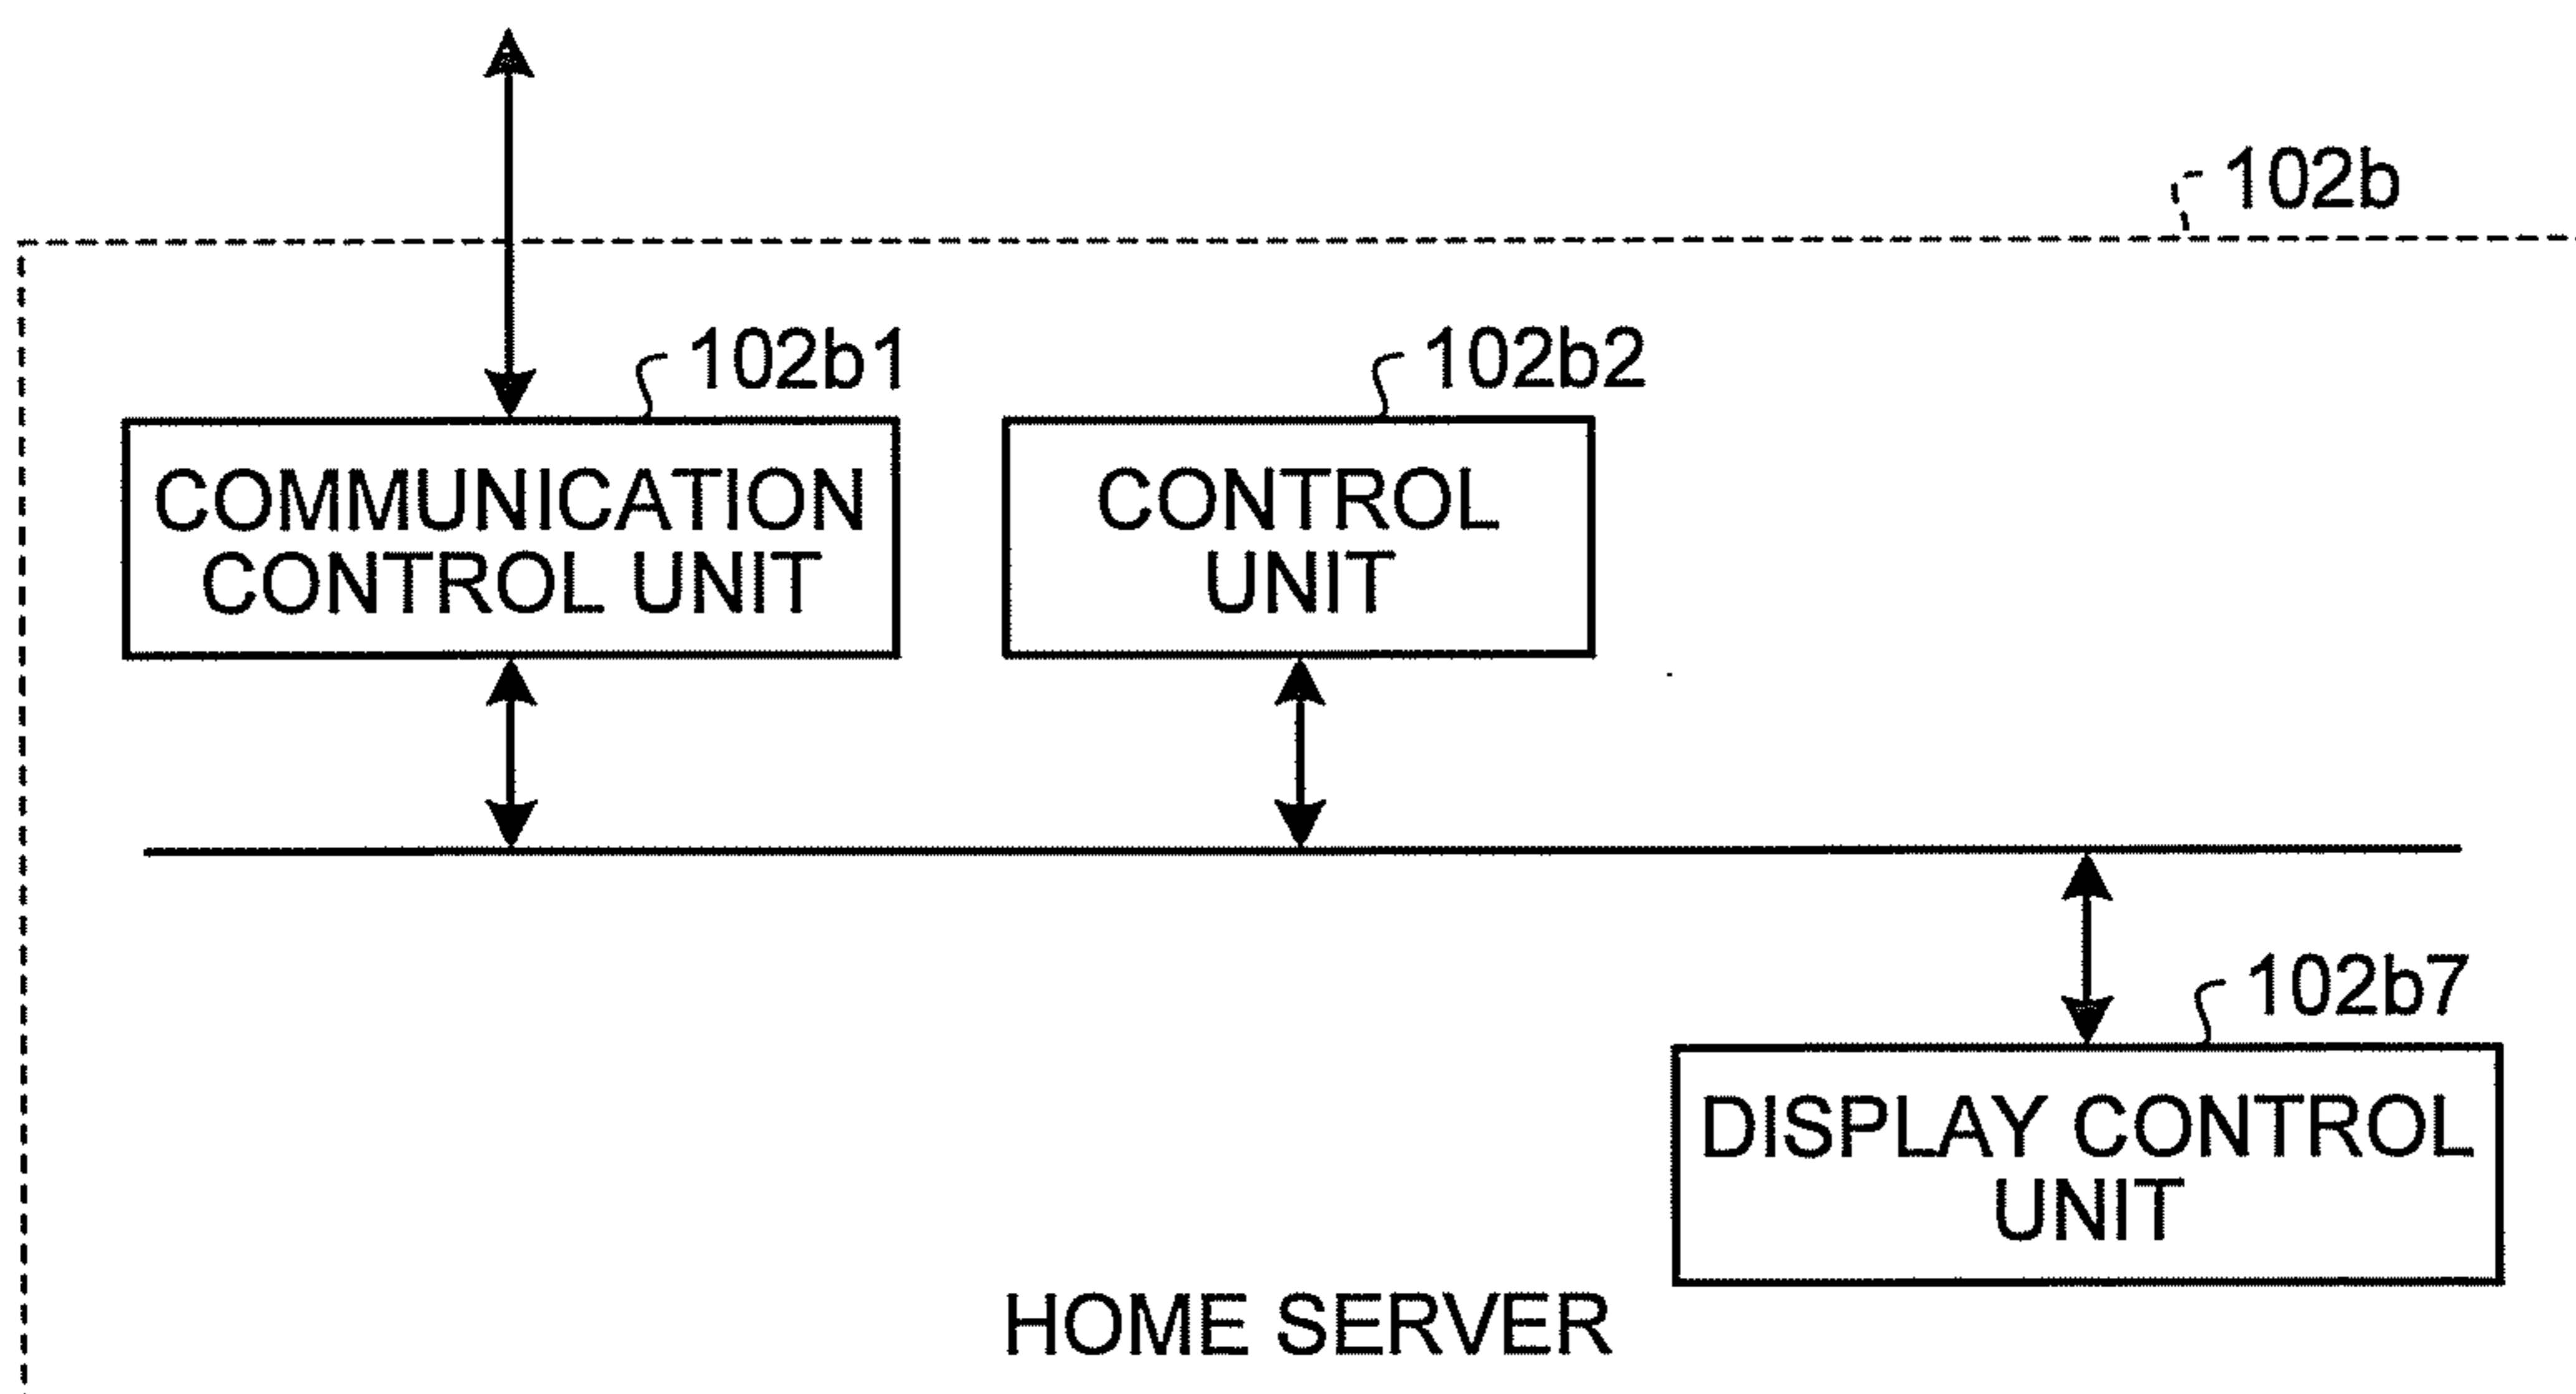 102b
102b1
102b2
COMMUNICATION
CONTROL UNIT
CONTROL
UNIT
102b7
DISPLAY CONTROL
UNIT
HOME SERVER